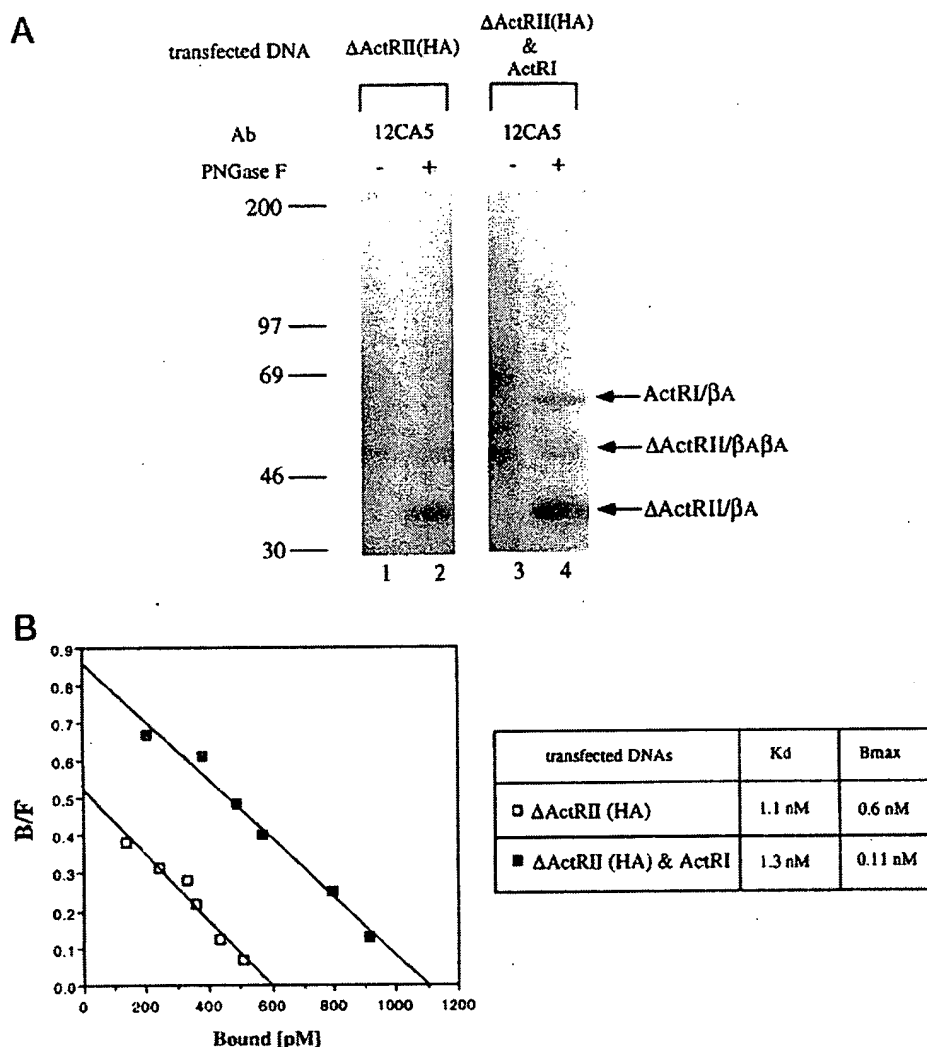 A
transfected DNA
ΔActRII(HA)
ΔActRII(HA)
&
ActRI
Ab
12CA5
12CA5
PNGase F
- +
- +
200
97
69
46
30
ActRI/βA
ΔActRII/βAβA
ΔActRII/βA
1 2 3 4
B
B/F
0.9
0.8
0.7
0.6
0.5
0.4
0.3
0.2
0.1
0.0
0 200 400 600 800 1000 1200
Bound [pM]
transfected DNAs Kd Bmax
ΔActRII (HA) 1.1 nM 0.6 nM
ΔActRII (HA) & ActRI 1.3 nM 0.11 nM